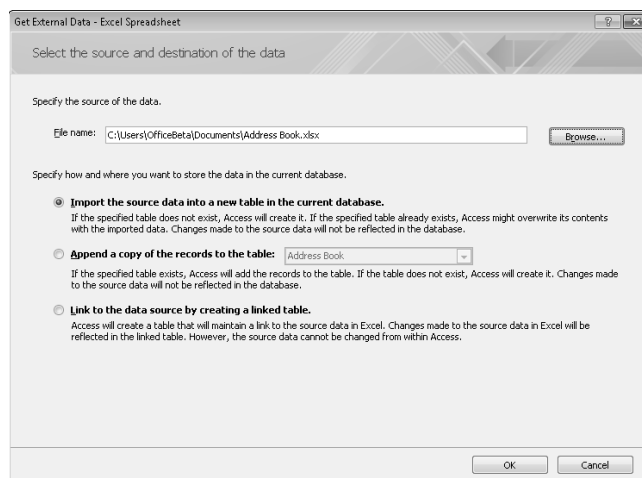 Get External Data - Excel Spreadsheet
Select the source and destination of the data
Specify the source of the data.
File name: C:\Users\OfficeBeta\Documents\Address Book.xlsx Browse...
Specify how and where you want to store the data in the current database.
Import the source data into a new table in the current database.
If the specified table does not exist, Access will create it. If the specified table already exists, Access might overwrite its contents
with the imported data. Changes made to the source data will not be reflected in the database.
Append a copy of the records to the table: Address Book
If the specified table exists, Access will add the records to the table. If the table does not exist, Access will create it. Changes made
to the source data will not be reflected in the database.
Link to the data source by creating a linked table.
Access will create a table that will maintain a link to the source data in Excel. Changes made to the source data in Excel will be
reflected in the linked table. However, the source data cannot be changed from within Access.
OK Cancel